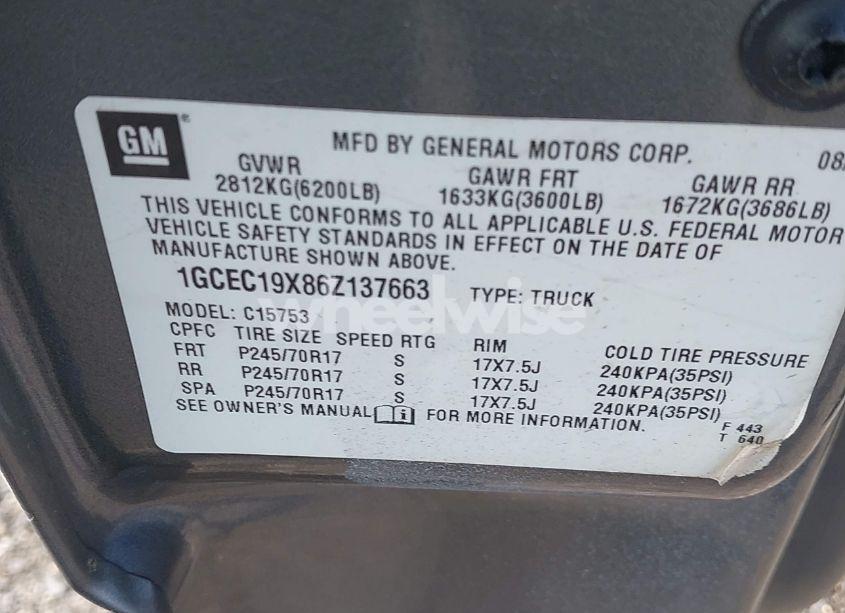 GM
®
MFD BY GENERAL MOTORS CORP.
08
GVWR GAWR FRT GAWR RR
2812KG(6200LB) 1633KG(3600LB) 1672KG(3686LB)
THIS VEHICLE CONFORMS TO ALL APPLICABLE U.S. FEDERAL MOTOR
VEHICLE SAFETY STANDARDS IN EFFECT ON THE DATE OF
MANUFACTURE SHOWN ABOVE.
1GCEC19X86Z137663 TYPE: TRUCK
wheelwise
MODEL: C15753
CPFC TIRE SIZE SPEED RTG RIM COLD TIRE PRESSURE
FRT P245/70R17 S 17X7.5J 240KPA(35PSI)
RR P245/70R17 S 17X7.5J 240KPA(35PSI)
SPA P245/70R17 S 17X7.5J 240KPA(35PSI)
SEE OWNER'S MANUAL i FOR MORE INFORMATION.
F 443
T 640